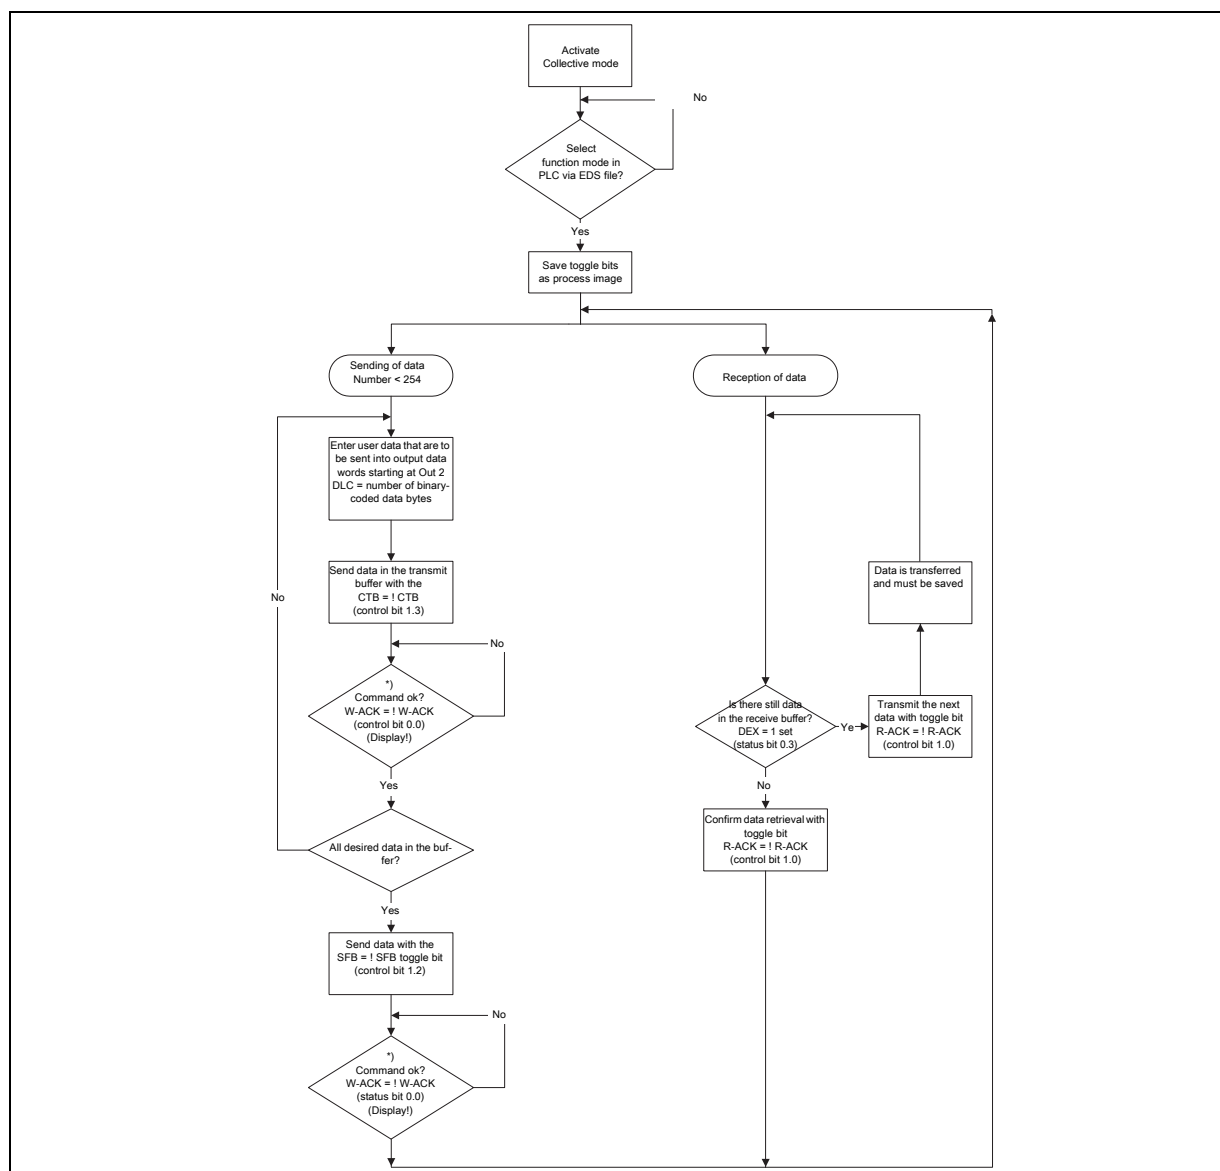 Activate
Collective mode
No
Select
function mode in
PLC via EDS file?
Yes
Save toggle bits
as process image
Sending of data
Number < 254
Reception of data
Enter user data that are to
be sent into output data
words starting at Out 2
DLC = number of binary-
coded data bytes
Send data in the transmit
buffer with the
CTB = ! CTB
(control bit 1.3)
No
No
*)
Command ok?
W-ACK = ! W-ACK
(control bit 0.0)
(Display!)
Yes
All desired data in the buf-
fer?
Yes
Send data with the
SFB = ! SFB toggle bit
(control bit 1.2)
No
*)
Command ok?
W-ACK = ! W-ACK
(status bit 0.0)
(Display!)
Data is transferred
and must be saved
Is there still data
in the receive buffer?
DEX = 1 set
(status bit 0.3)
Ye
Transmit the next
data with toggle bit
R-ACK = ! R-ACK
(control bit 1.0)
No
Confirm data retrieval with
toggle bit
R-ACK = ! R-ACK
(control bit 1.0)